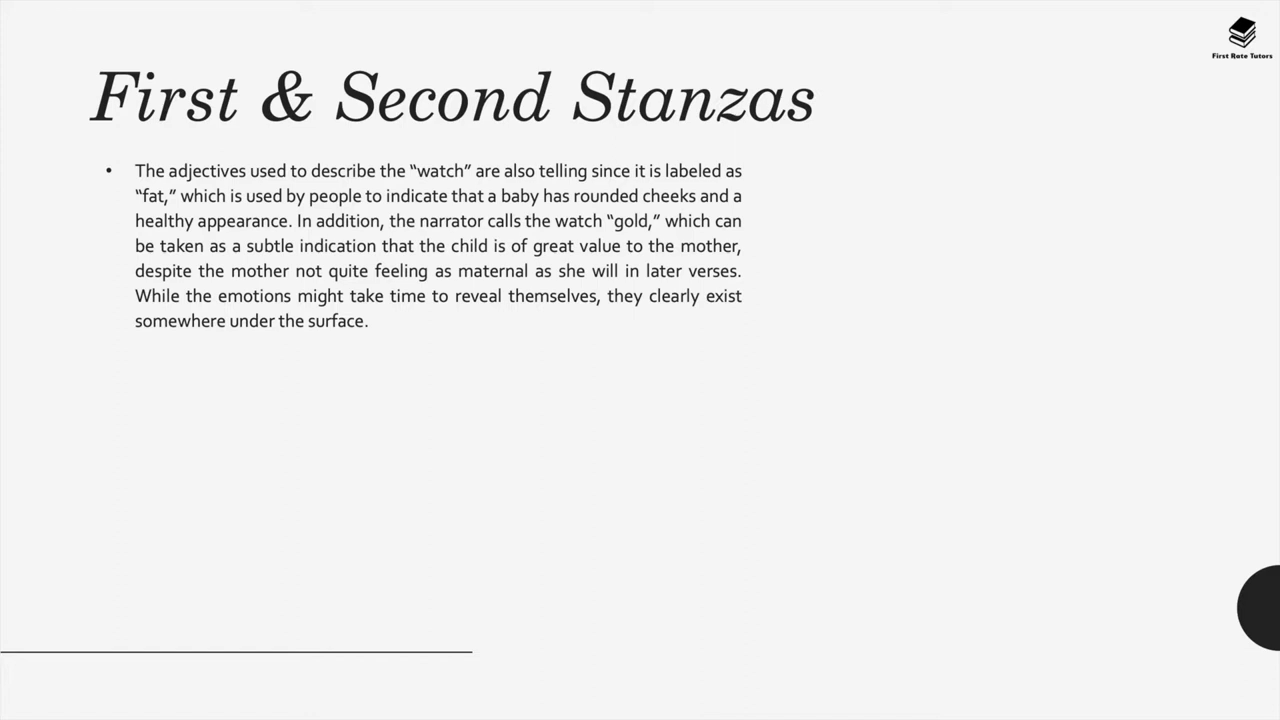 First Rate Tutors
First & Second Stanzas
• The adjectives used to describe the “watch” are also telling since it is labeled as
“fat,” which is used by people to indicate that a baby has rounded cheeks and a
healthy appearance. In addition, the narrator calls the watch “gold,” which can
be taken as a subtle indication that the child is of great value to the mother,
despite the mother not quite feeling as maternal as she will in later verses.
While the emotions might take time to reveal themselves, they clearly exist
somewhere under the surface.